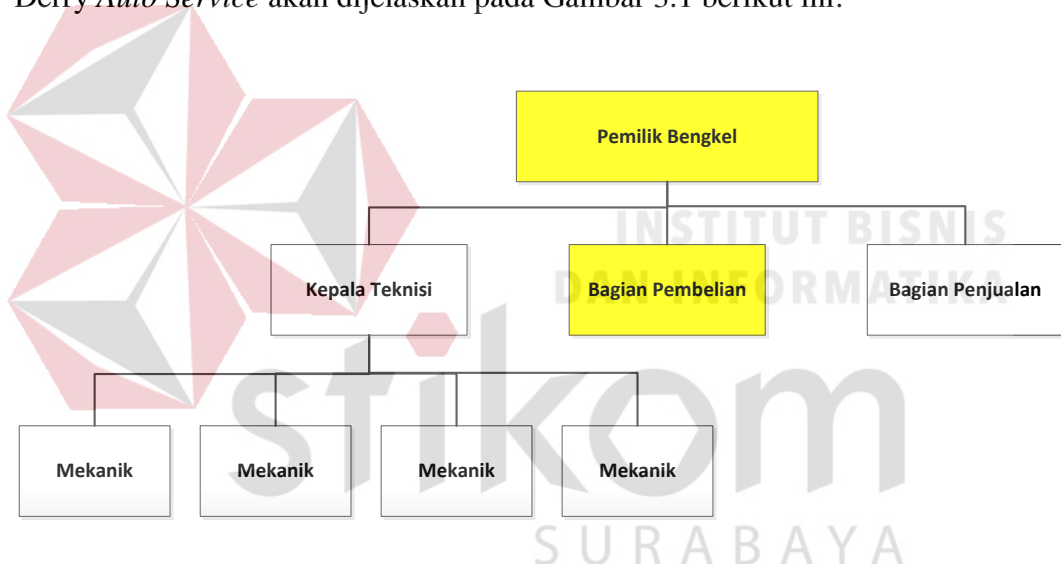 Derry Auto Service akan dijelaskan pada Gambar 3.1 berikut ini:
Pemilik Bengkel
INSTITUT BISNIS
DAN INFORMATIKA
Kepala Teknisi
Bagian Pembelian
Bagian Penjualan
stikom
Mekanik
Mekanik
Mekanik
Mekanik
SURABAYA